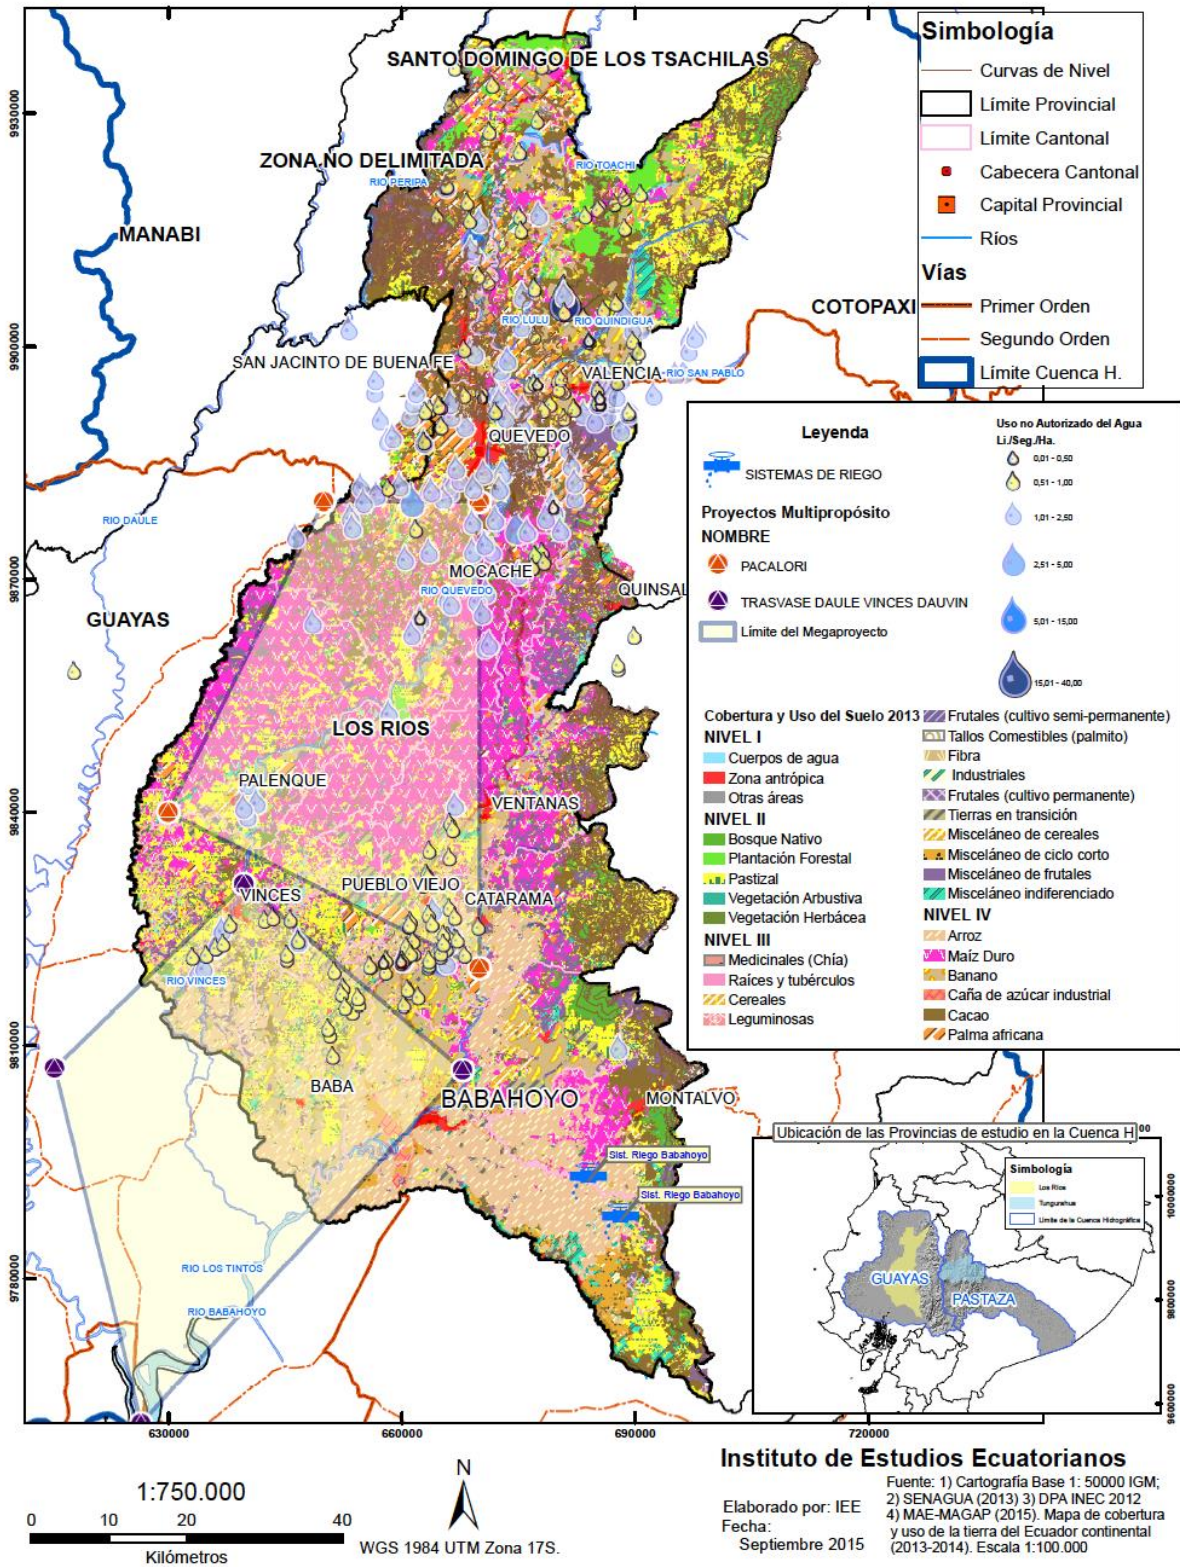 SANTO DOMINGO DE LOS TSACHILAS
ZONA NO DELIMITADA
RIO PERIPA
RIO TOACHI
MANABI
COTOPAXI
RIO LULU
RIO QUINDIGUA
SAN JACINTO DE BUENA FE
VALENCIA
RIO SAN PABLO
QUEVEDO
RIO DAULE
MOCACHE
RIO QUEVEDO
QUINSAL
GUAYAS
LOS RIOS
PALENQUE
VENTANAS
VINCES
PUEBLO VIEJO
CATARAMA
RIO VINCES
BABA
BABAHOYO
MONTALVO
Sist. Riego Babahoyo
Sist. Riego Babahoyo
RIO LOS TINTOS
RIO BABAHOYO
9930000
9900000
9870000
9840000
9810000
9780000
630000
660000
690000
720000
Simbología
Curvas de Nivel
Límite Provincial
Límite Cantonal
Cabecera Cantonal
Capital Provincial
Ríos
Vías
Primer Orden
Segundo Orden
Límite Cuenca H.
Leyenda
SISTEMAS DE RIEGO
Proyectos Multipropósito
NOMBRE
PACALORI
TRASVASE DAULE VINCES DAUVIN
Límite del Megaproyecto
Uso no Autorizado del Agua
Li./Seg./Ha.
0,01 - 0,50
0,51 - 1,00
1,01 - 2,50
2,51 - 5,00
5,01 - 15,00
15,01 - 40,00
Cobertura y Uso del Suelo 2013
NIVEL I
Cuerpos de agua
Zona antrópica
Otras áreas
NIVEL II
Bosque Nativo
Plantación Forestal
Pastizal
Vegetación Arbustiva
Vegetación Herbácea
NIVEL III
Medicinales (Chía)
Raíces y tubérculos
Cereales
Leguminosas
Frutales (cultivo semi-permanente)
Tallos Comestibles (palmito)
Fibra
Industriales
Frutales (cultivo permanente)
Tierras en transición
Misceláneo de cereales
Misceláneo de ciclo corto
Misceláneo de frutales
Misceláneo indiferenciado
NIVEL IV
Arroz
Maíz Duro
Banano
Caña de azúcar industrial
Cacao
Palma africana
Ubicación de las Provincias de estudio en la Cuenca H
00
Simbología
Los Ríos
Tungurahua
Límite de la Cuenca Hidrográfica
GUAYAS
PASTAZA
10000000
9800000
9600000
1:750.000
0 10 20 40
Kilómetros
N
WGS 1984 UTM Zona 17S.
Instituto de Estudios Ecuatorianos
Elaborado por: IEE
Fecha:
Septiembre 2015
Fuente: 1) Cartografía Base 1: 50000 IGM;
2) SENAGUA (2013) 3) DPA INEC 2012
4) MAE-MAGAP (2015). Mapa de cobertura
y uso de la tierra del Ecuador continental
(2013-2014). Escala 1:100.000